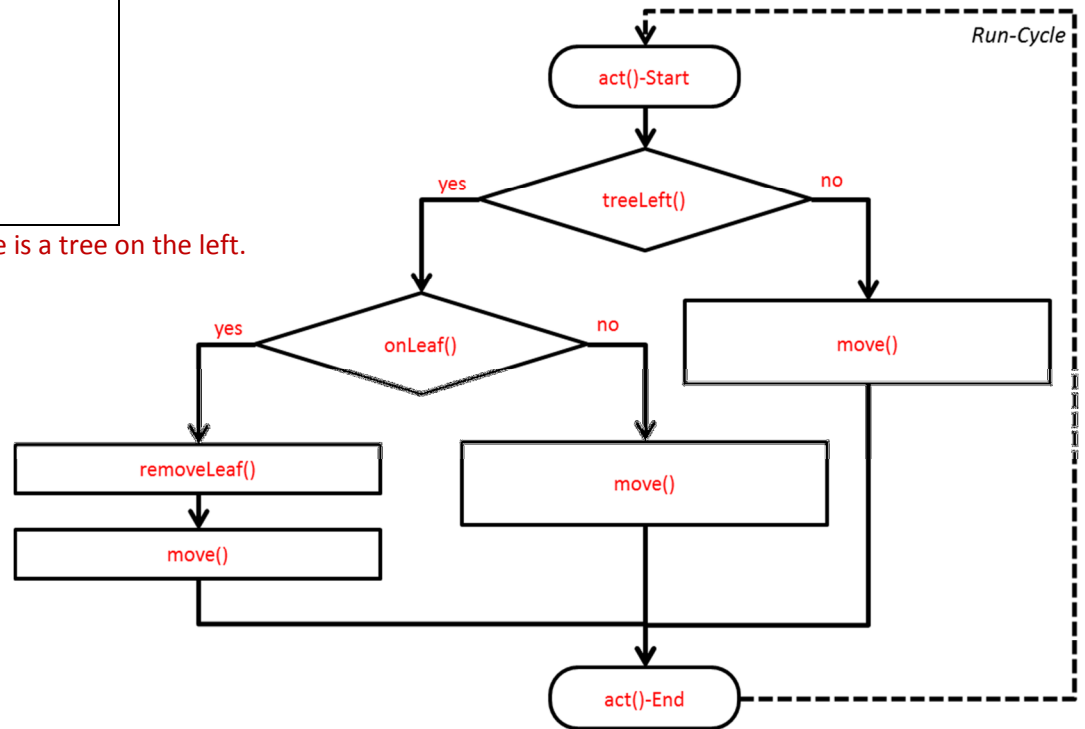 Run-Cycle
act()-Start
yes
treeLeft()
no
is a tree on the left.
yes
onLeaf()
no
move()
removeLeaf()
move()
move()
act()-End